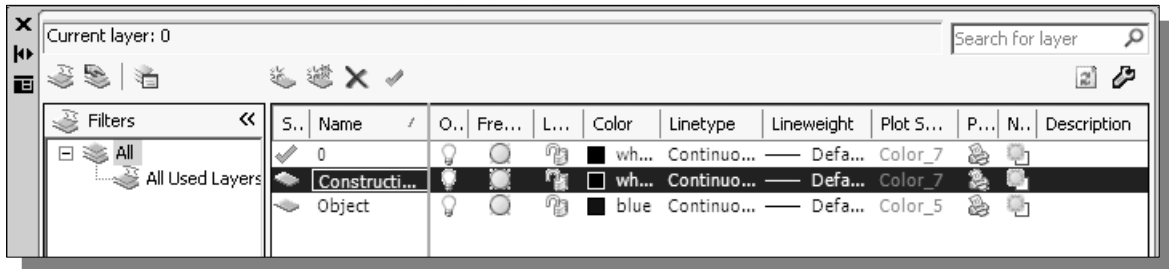 Current layer: 0
Search for layer
Filters
S.. Name O.. Fre... L... Color Linetype Lineweight Plot S... P... N.. Description
All
0 wh... Continuo... Defa... Color_7
All Used Layers
Constructi... wh... Continuo... Defa... Color_7
Object blue Continuo... Defa... Color_5